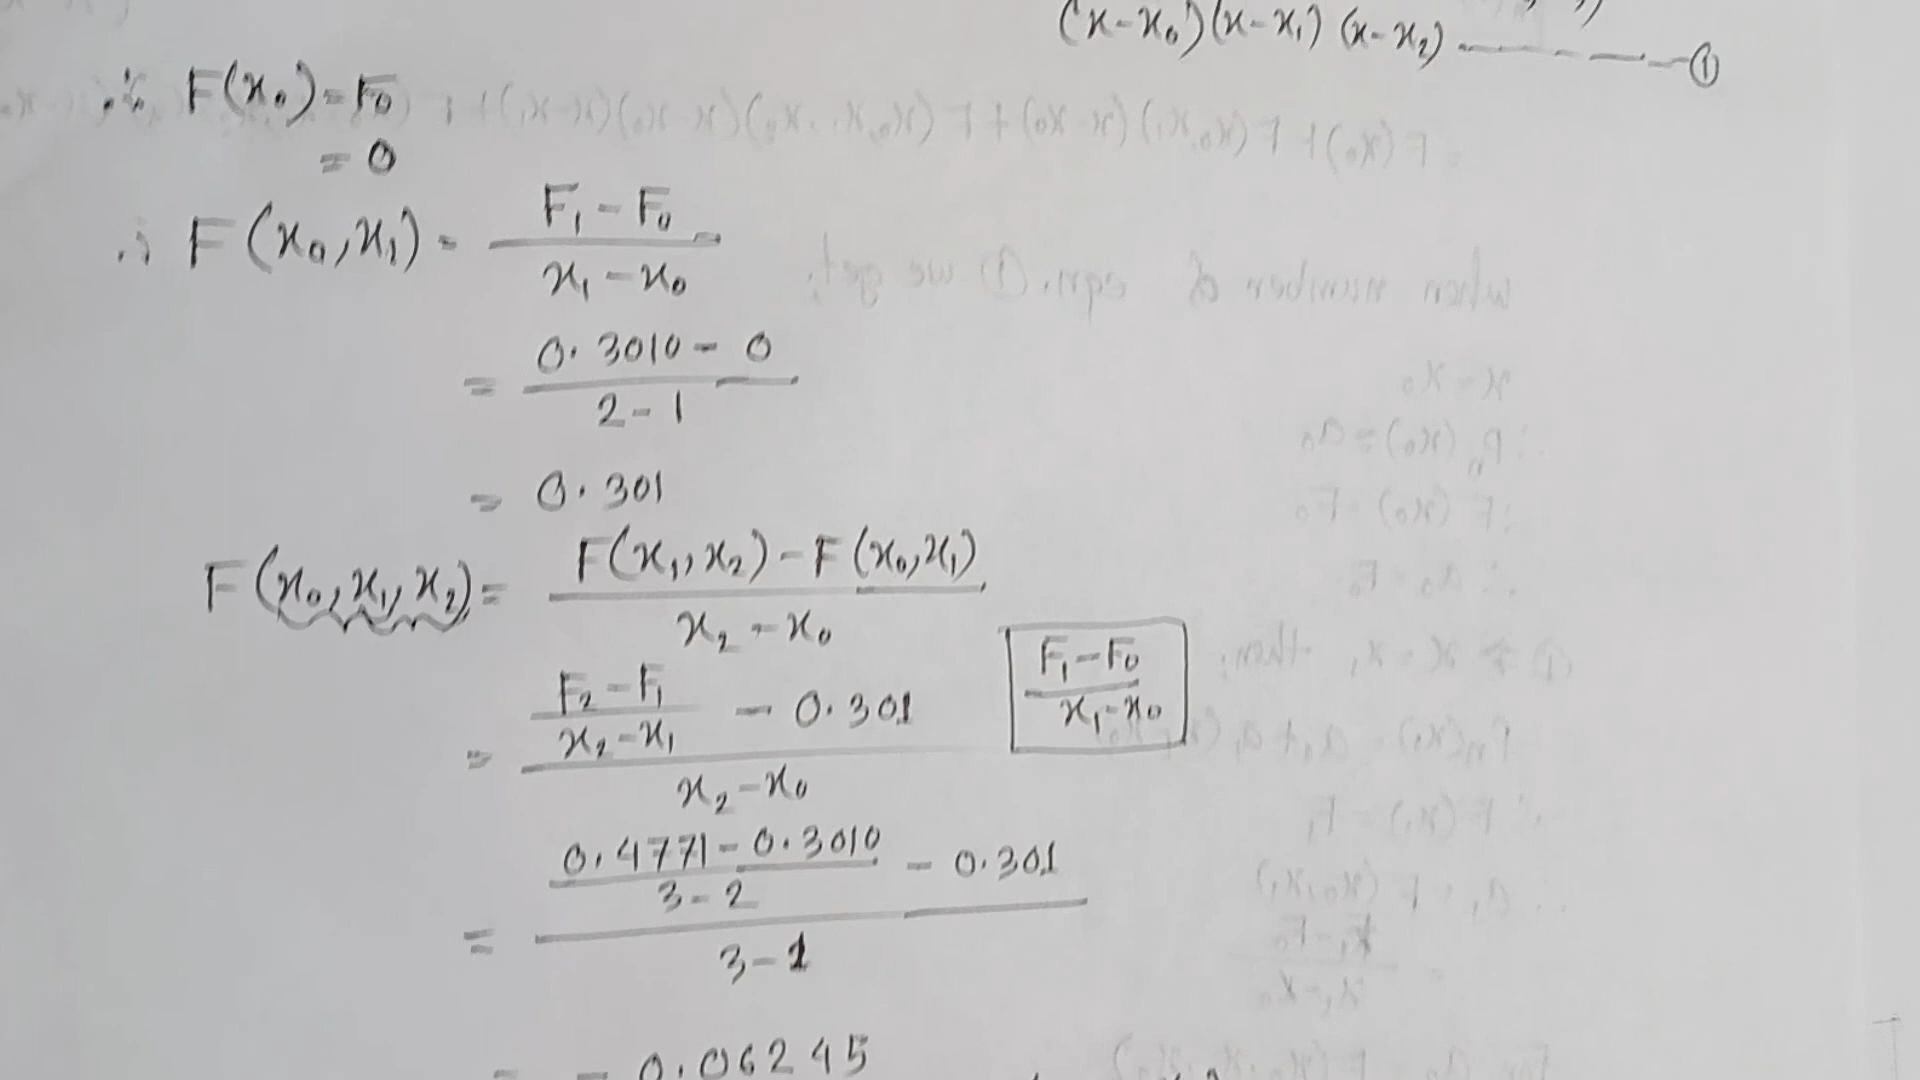 (x-x₀)(x-x₁)(x-x₂) ———①
∴ F(x₀)=F₀
= 0
∴ F(x₀,x₁) = (F₁-F₀)/(x₁-x₀)
= (0.3010-0)/(2-1)
= 0.301
F(x₀,x₁,x₂) = (F(x₁,x₂)-F(x₀,x₁))/(x₂-x₀)
= ((F₂-F₁)/(x₂-x₁) - 0.301)/(x₂-x₀)
(F₁-F₀)/(x₁-x₀)
= ((0.4771-0.3010)/(3-2) - 0.301)/(3-1)
= -0.06245